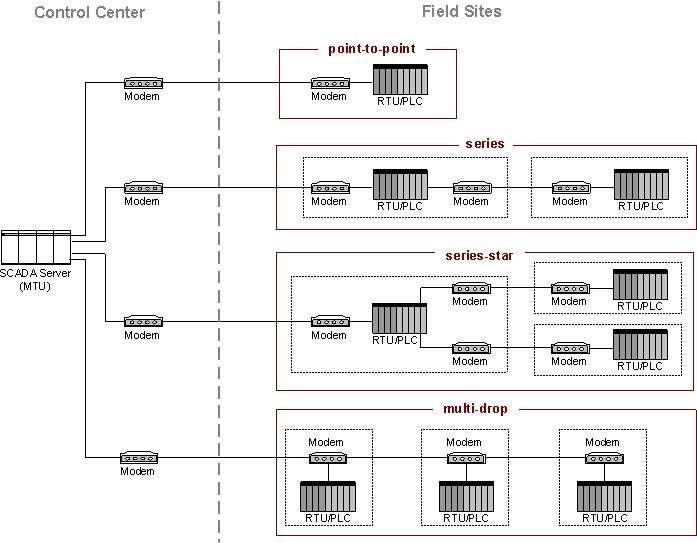 Control Center
Field Sites
point-to-point
Modem
Modem
RTU/PLC
series
Modem
Modem
RTU/PLC
Modem
Modem
RTU/PLC
SCADA Server
(MTU)
series-star
Modem
Modem
RTU/PLC
Modem
Modem
RTU/PLC
Modem
Modem
RTU/PLC
multi-drop
Modem
Modem
Modem
Modem
RTU/PLC
RTU/PLC
RTU/PLC